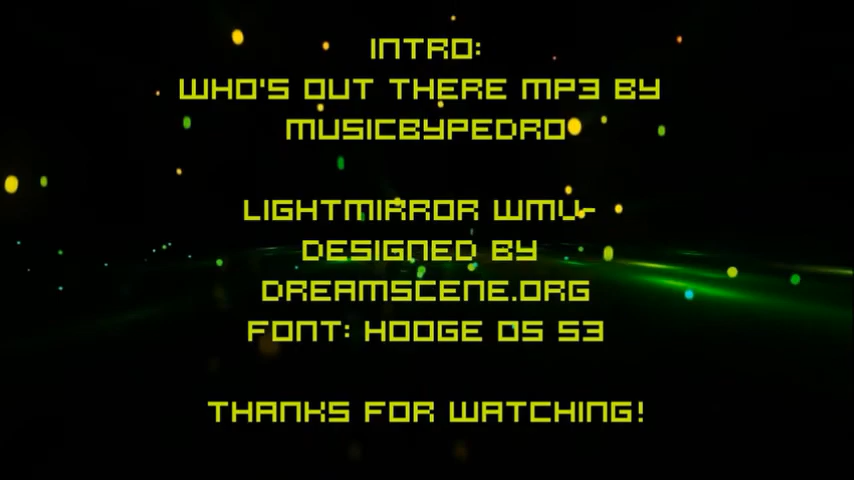 INTRO:
WHO'S OUT THERE MP3 BY
MUSICBYPEDRO
LIGHTMIRROR WMV-
DESIGNED BY
DREAMSCENE.ORG
FONT: HOOGE 05 53
THANKS FOR WATCHING!